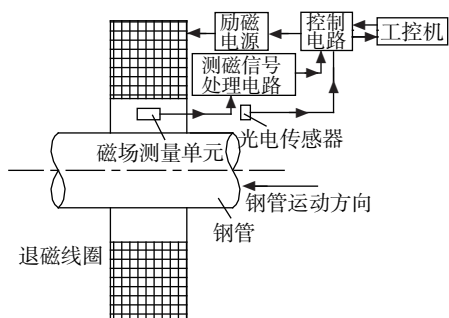 励磁
电源
控制
电路
工控机
测磁信号
处理电路
光电传感器
磁场测量单元
钢管运动方向
钢管
退磁线圈